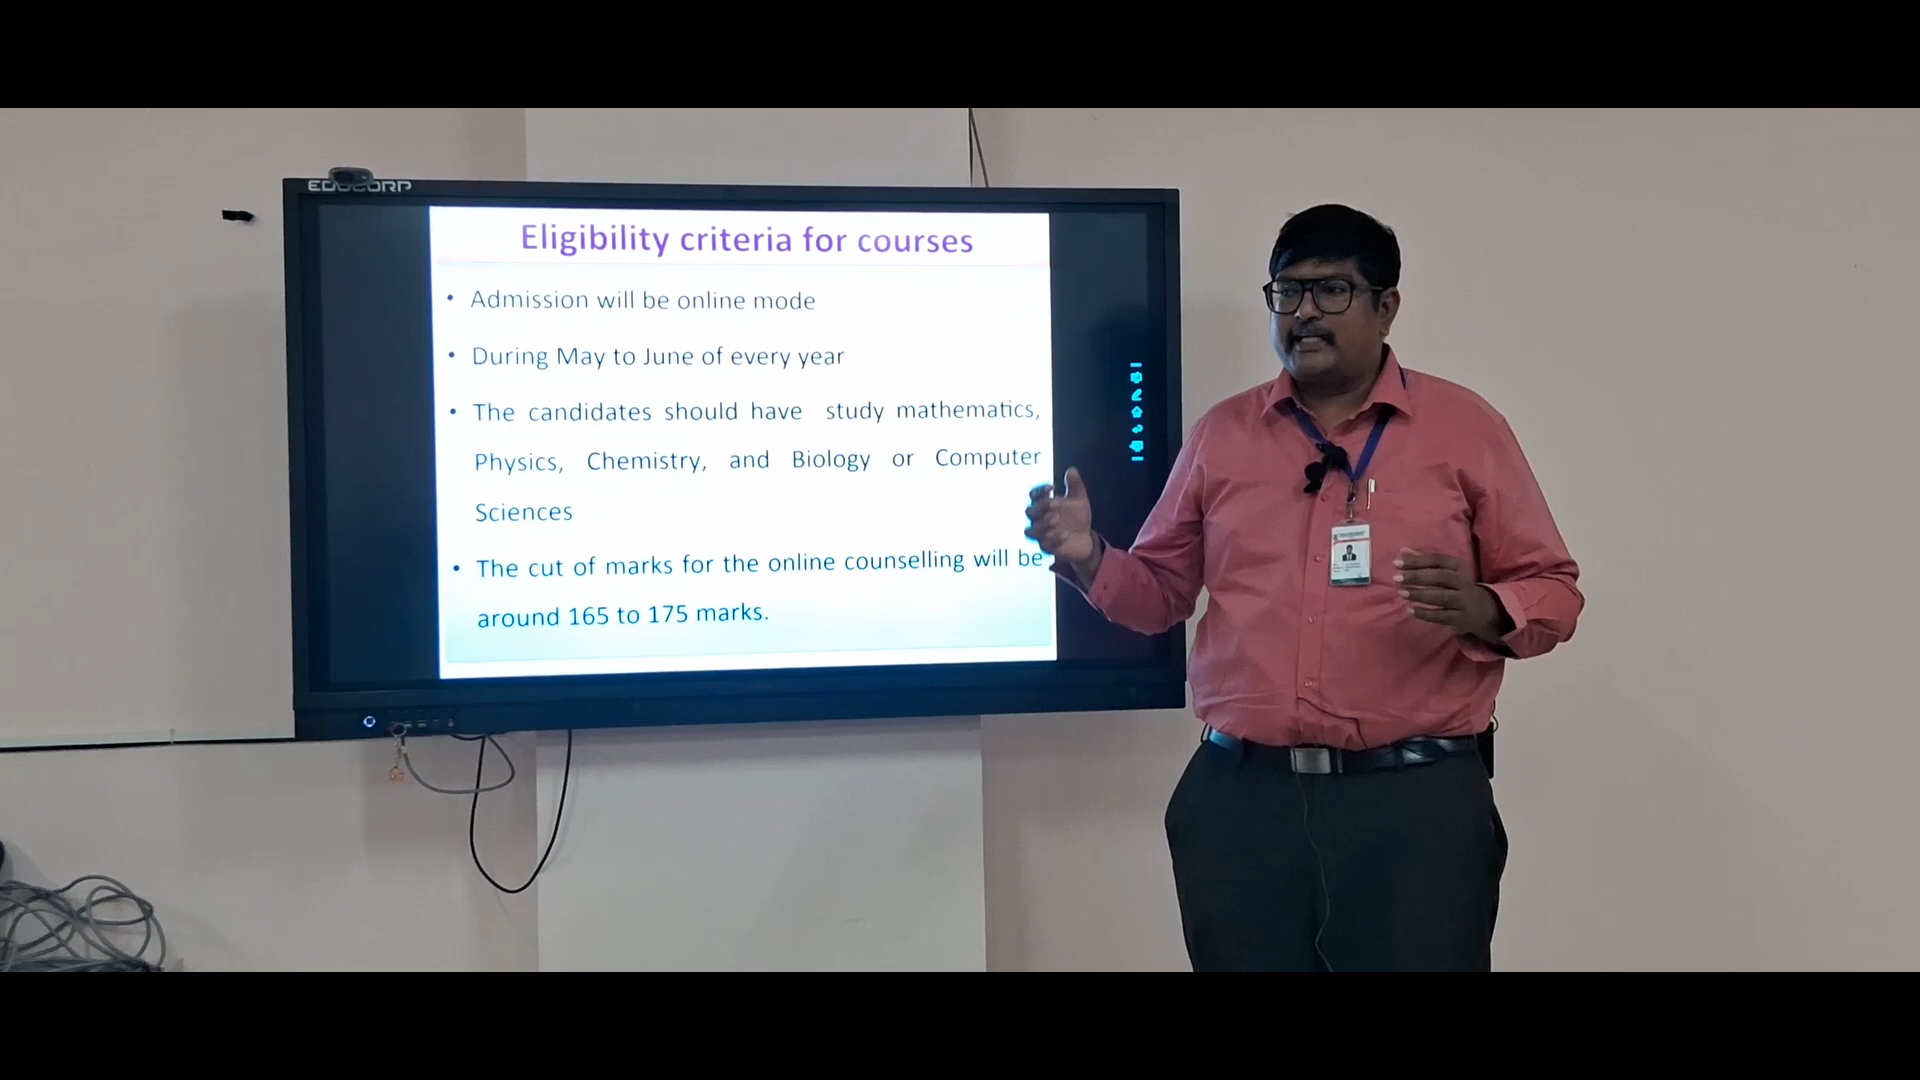 EDUCORP
Eligibility criteria for courses
• Admission will be online mode
• During May to June of every year
• The candidates should have study mathematics,
Physics, Chemistry, and Biology or Computer
Sciences
• The cut of marks for the online counselling will be
around 165 to 175 marks.